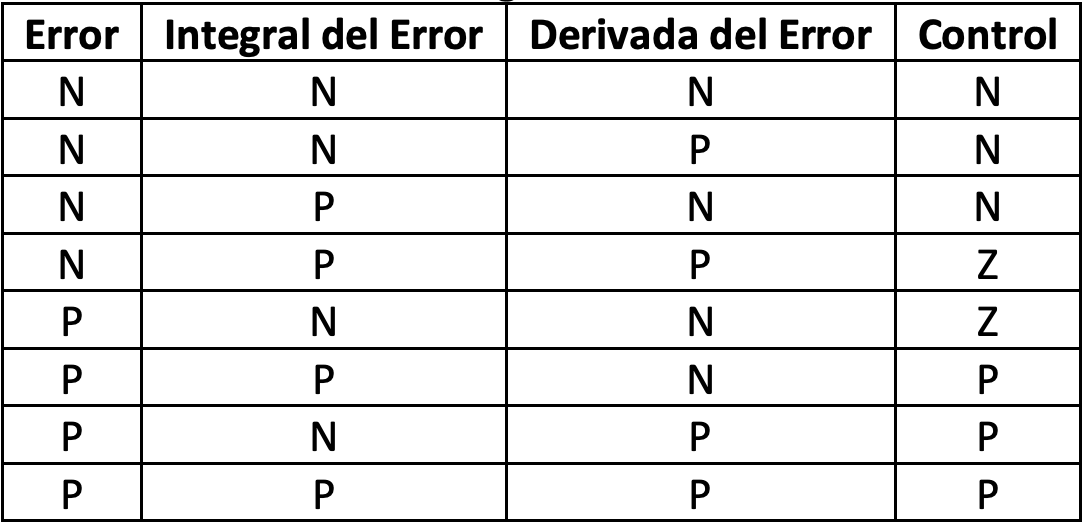 Error Integral del Error Derivada del Error Control
N N N N
N N P N
N P N N
N P P Z
P N N Z
P P N P
P N P P
P P P P